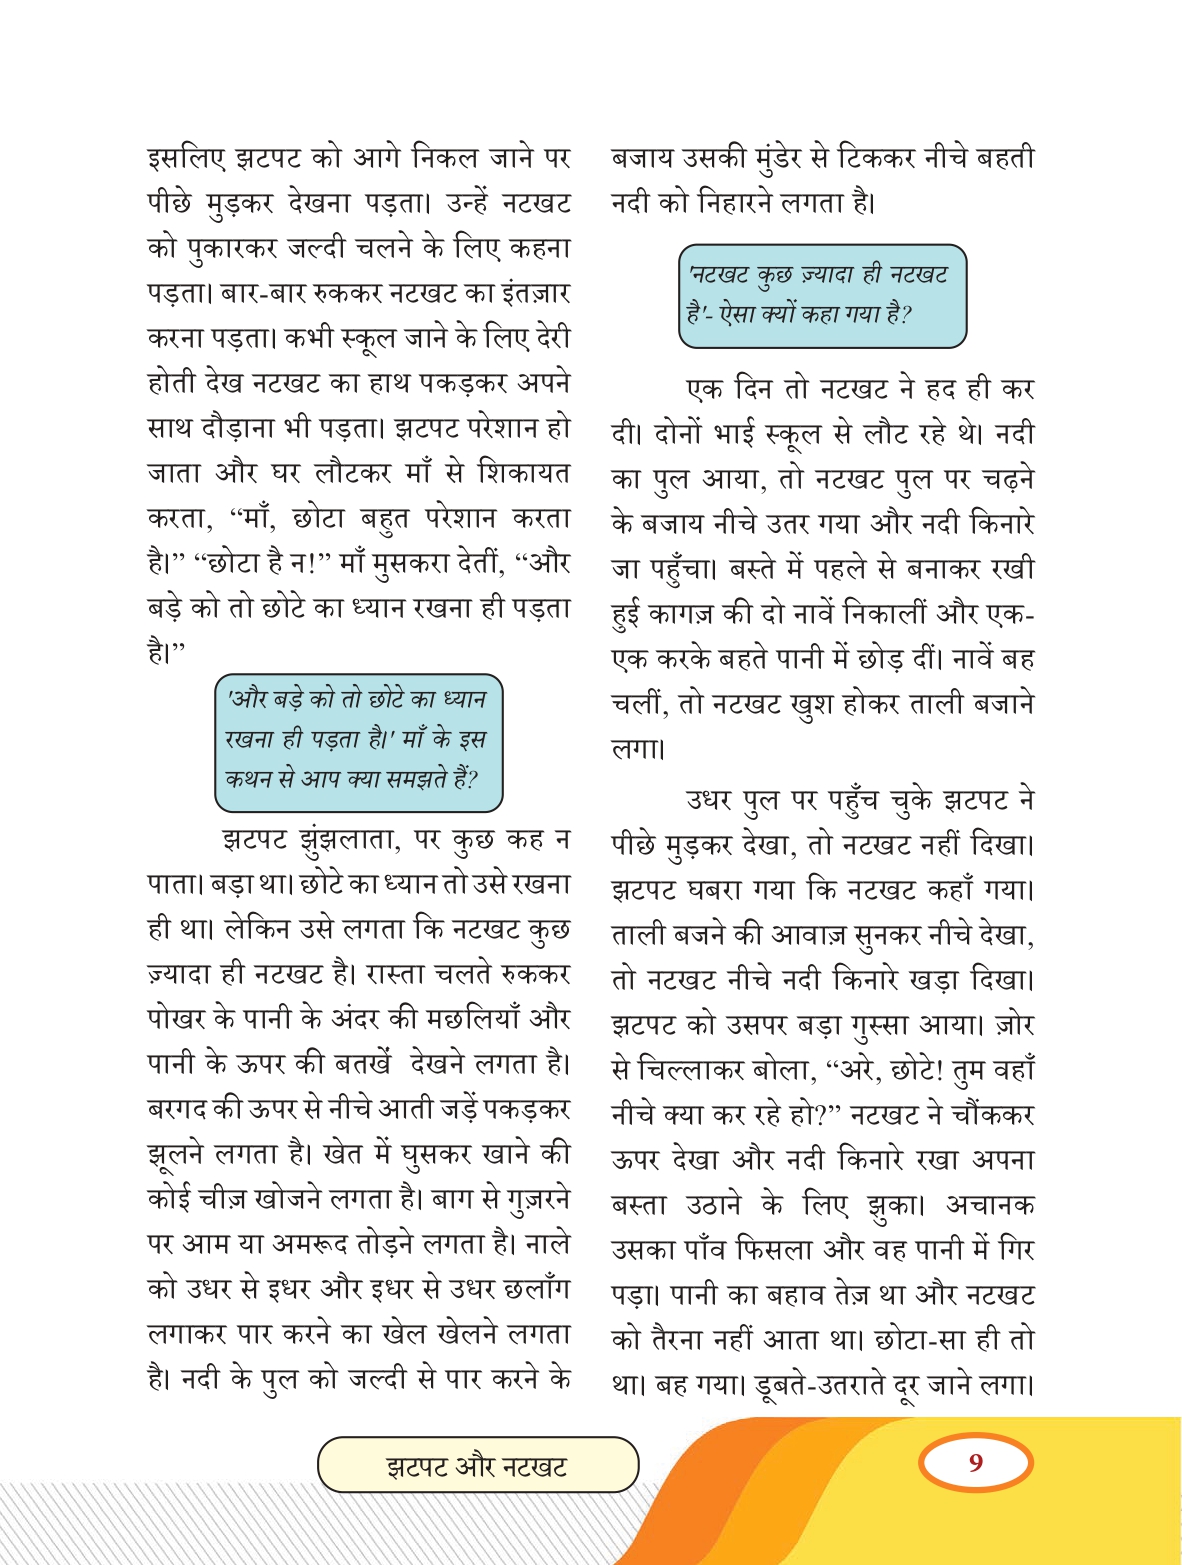 इसलिए झटपट को आगे निकल जाने पर
पीछे मुड़कर देखना पड़ता। उन्हें नटखट
को पुकारकर जल्दी चलने के लिए कहना
पड़ता। बार-बार रुककर नटखट का इंतज़ार
करना पड़ता। कभी स्कूल जाने के लिए देरी
होती देख नटखट का हाथ पकड़कर अपने
साथ दौड़ाना भी पड़ता। झटपट परेशान हो
जाता और घर लौटकर माँ से शिकायत
करता, “माँ, छोटा बहुत परेशान करता
है।” “छोटा है न!” माँ मुसकरा देतीं, “और
बड़े को तो छोटे का ध्यान रखना ही पड़ता
है।”
'और बड़े को तो छोटे का ध्यान
रखना ही पड़ता है।' माँ के इस
कथन से आप क्या समझते हैं?
झटपट झुंझलाता, पर कुछ कह न
पाता। बड़ा था। छोटे का ध्यान तो उसे रखना
ही था। लेकिन उसे लगता कि नटखट कुछ
ज़्यादा ही नटखट है। रास्ता चलते रुककर
पोखर के पानी के अंदर की मछलियाँ और
पानी के ऊपर की बतखें देखने लगता है।
बरगद की ऊपर से नीचे आती जड़ें पकड़कर
झूलने लगता है। खेत में घुसकर खाने की
कोई चीज़ खोजने लगता है। बाग से गुज़रने
पर आम या अमरूद तोड़ने लगता है। नाले
को उधर से इधर और इधर से उधर छलाँग
लगाकर पार करने का खेल खेलने लगता
है। नदी के पुल को जल्दी से पार करने के
बजाय उसकी मुंडेर से टिककर नीचे बहती
नदी को निहारने लगता है।
'नटखट कुछ ज़्यादा ही नटखट
है'- ऐसा क्यों कहा गया है?
एक दिन तो नटखट ने हद ही कर
दी। दोनों भाई स्कूल से लौट रहे थे। नदी
का पुल आया, तो नटखट पुल पर चढ़ने
के बजाय नीचे उतर गया और नदी किनारे
जा पहुँचा। बस्ते में पहले से बनाकर रखी
हुई कागज़ की दो नावें निकालीं और एक-
एक करके बहते पानी में छोड़ दीं। नावें बह
चलीं, तो नटखट खुश होकर ताली बजाने
लगा।
उधर पुल पर पहुँच चुके झटपट ने
पीछे मुड़कर देखा, तो नटखट नहीं दिखा।
झटपट घबरा गया कि नटखट कहाँ गया।
ताली बजने की आवाज़ सुनकर नीचे देखा,
तो नटखट नीचे नदी किनारे खड़ा दिखा।
झटपट को उसपर बड़ा गुस्सा आया। ज़ोर
से चिल्लाकर बोला, “अरे, छोटे! तुम वहाँ
नीचे क्या कर रहे हो?” नटखट ने चौंककर
ऊपर देखा और नदी किनारे रखा अपना
बस्ता उठाने के लिए झुका। अचानक
उसका पाँव फिसला और वह पानी में गिर
पड़ा। पानी का बहाव तेज़ था और नटखट
को तैरना नहीं आता था। छोटा-सा ही तो
था। बह गया। डूबते-उतराते दूर जाने लगा।
झटपट और नटखट
9